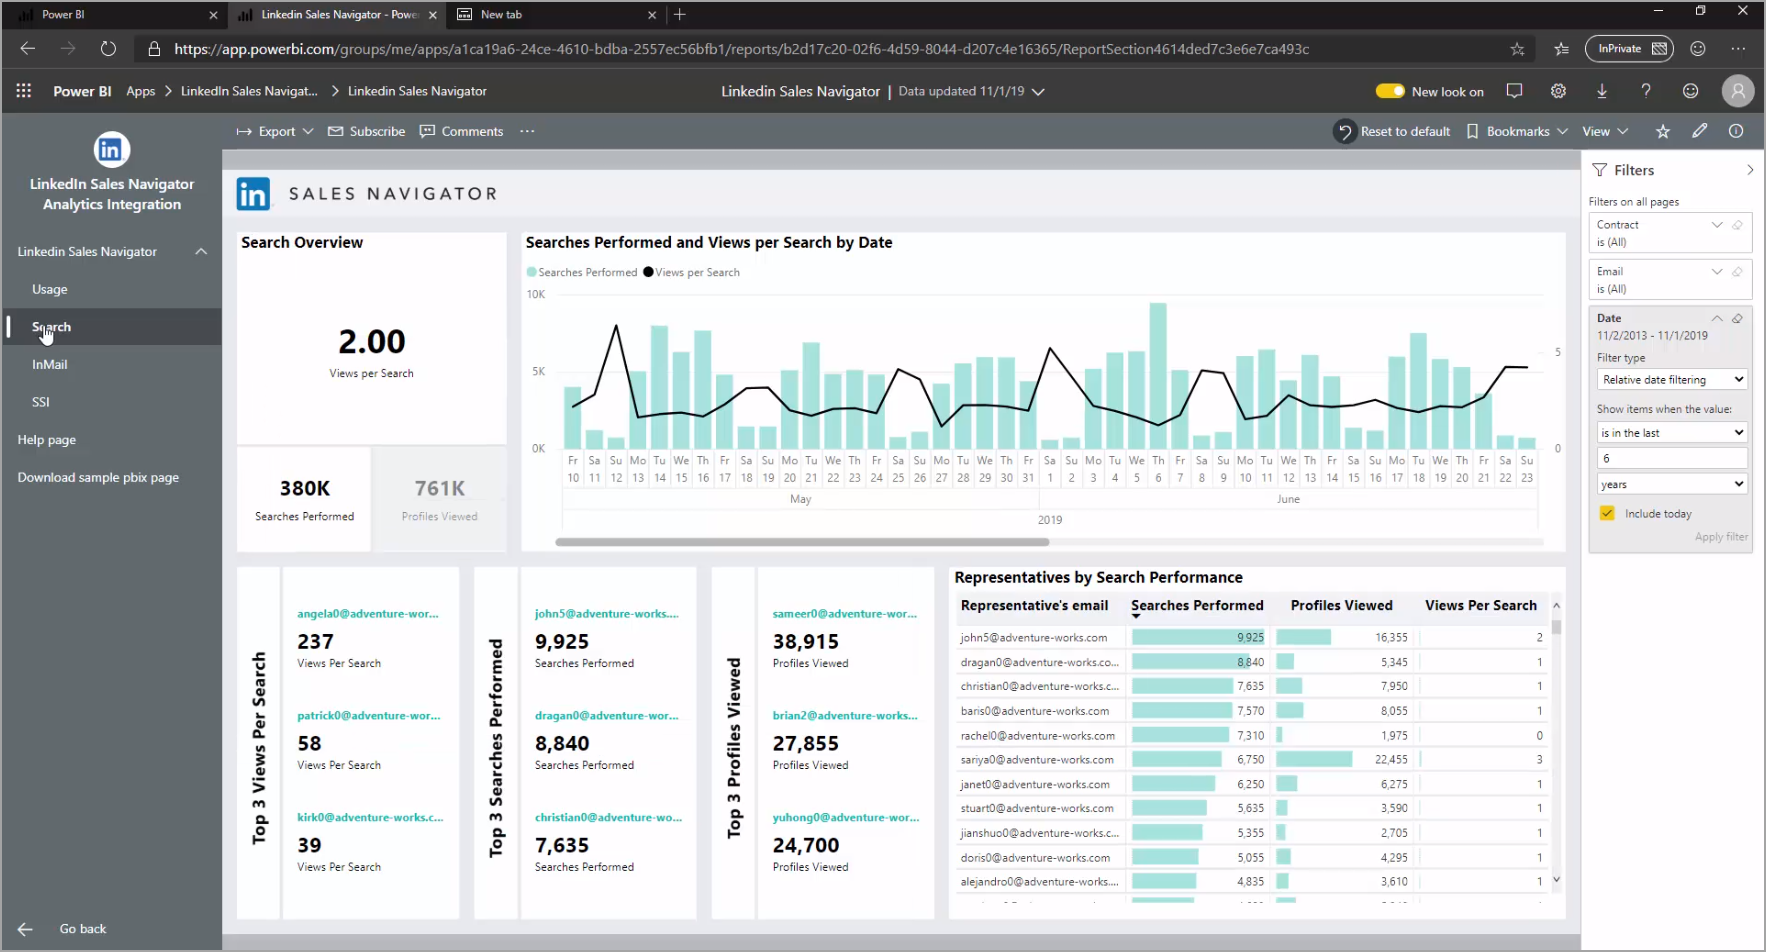 Power BI
Linkedin Sales Navigator - Powe
New tab
https://app.powerbi.com/groups/me/apps/a1ca19a6-24ce-4610-bdba-2557ec56bfb1/reports/b2d17c20-02f6-4d59-8044-d207c4e16365/ReportSection4614ded7c3e6e7ca493c
InPrivate
Power BI Apps > LinkedIn Sales Navigat... > Linkedin Sales Navigator
Linkedin Sales Navigator | Data updated 11/1/19
New look on
LinkedIn Sales Navigator
Analytics Integration
Linkedin Sales Navigator
Usage
Search
InMail
SSI
Help page
Download sample pbix page
Go back
Export Subscribe Comments ...
Reset to default Bookmarks View
in SALES NAVIGATOR
Search Overview
2.00
Views per Search
380K
Searches Performed
761K
Profiles Viewed
Searches Performed and Views per Search by Date
Searches Performed Views per Search
10K
5K
0K
5
0
Fr Sa Su Mo Tu We Th Fr Sa Su Mo Tu We Th Fr Sa Su Mo Tu We Th Fr Sa Su Mo Tu We Th Fr Sa Su Mo Tu We Th Fr Sa Su Mo Tu We Th Fr Sa Su
10 11 12 13 14 15 16 17 18 19 20 21 22 23 24 25 26 27 28 29 30 31 1 2 3 4 5 6 7 8 9 10 11 12 13 14 15 16 17 18 19 20 21 22 23
May June
2019
Top 3 Views Per Search
angela0@adventure-wor...
237
Views Per Search
patrick0@adventure-wor...
58
Views Per Search
kirk0@adventure-works.c...
39
Views Per Search
Top 3 Searches Performed
john5@adventure-works....
9,925
Searches Performed
dragan0@adventure-wor...
8,840
Searches Performed
christian0@adventure-wo...
7,635
Searches Performed
Top 3 Profiles Viewed
sameer0@adventure-wor...
38,915
Profiles Viewed
brian2@adventure-works...
27,855
Profiles Viewed
yuhong0@adventure-wor...
24,700
Profiles Viewed
Representatives by Search Performance
Representative's email Searches Performed Profiles Viewed Views Per Search
john5@adventure-works.com 9,925 16,355 2
dragan0@adventure-works.co... 8,840 5,345 1
christian0@adventure-works.c... 7,635 7,950 1
baris0@adventure-works.com 7,570 8,055 1
rachel0@adventure-works.com 7,310 1,975 0
sariya0@adventure-works.com 6,750 22,455 3
janet0@adventure-works.com 6,250 6,275 1
stuart0@adventure-works.com 5,635 3,590 1
jianshuo0@adventure-works.c... 5,355 2,705 1
doris0@adventure-works.com 5,055 4,295 1
alejandro0@adventure-works.... 4,835 3,610 1
Filters
Filters on all pages
Contract
is (All)
Email
is (All)
Date
11/2/2013 - 11/1/2019
Filter type
Relative date filtering
Show items when the value:
is in the last
6
years
Include today
Apply filter